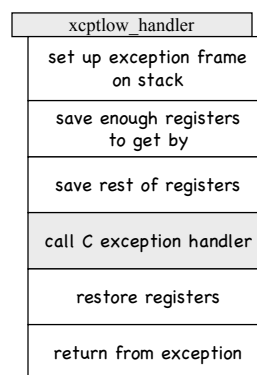 xcptlow_handler
set up exception frame
on stack
save enough registers
to get by
save rest of registers
call C exception handler
restore registers
return from exception